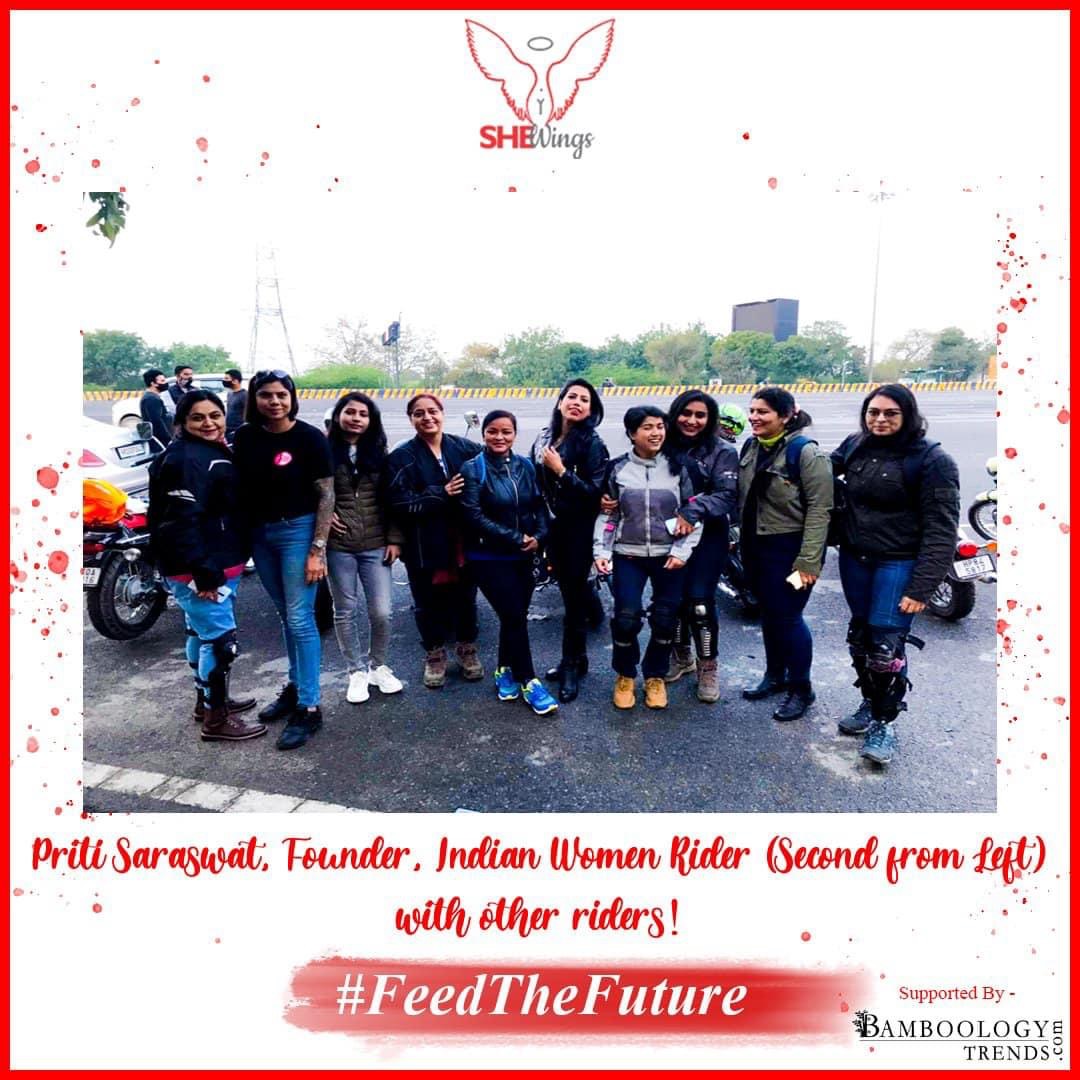 SHEWings
Priti Saraswat, Founder, Indian Women Rider (Second from Left)
with other riders!
#FeedTheFuture
Supported By -
BAMBOOLOGY
TRENDS.com